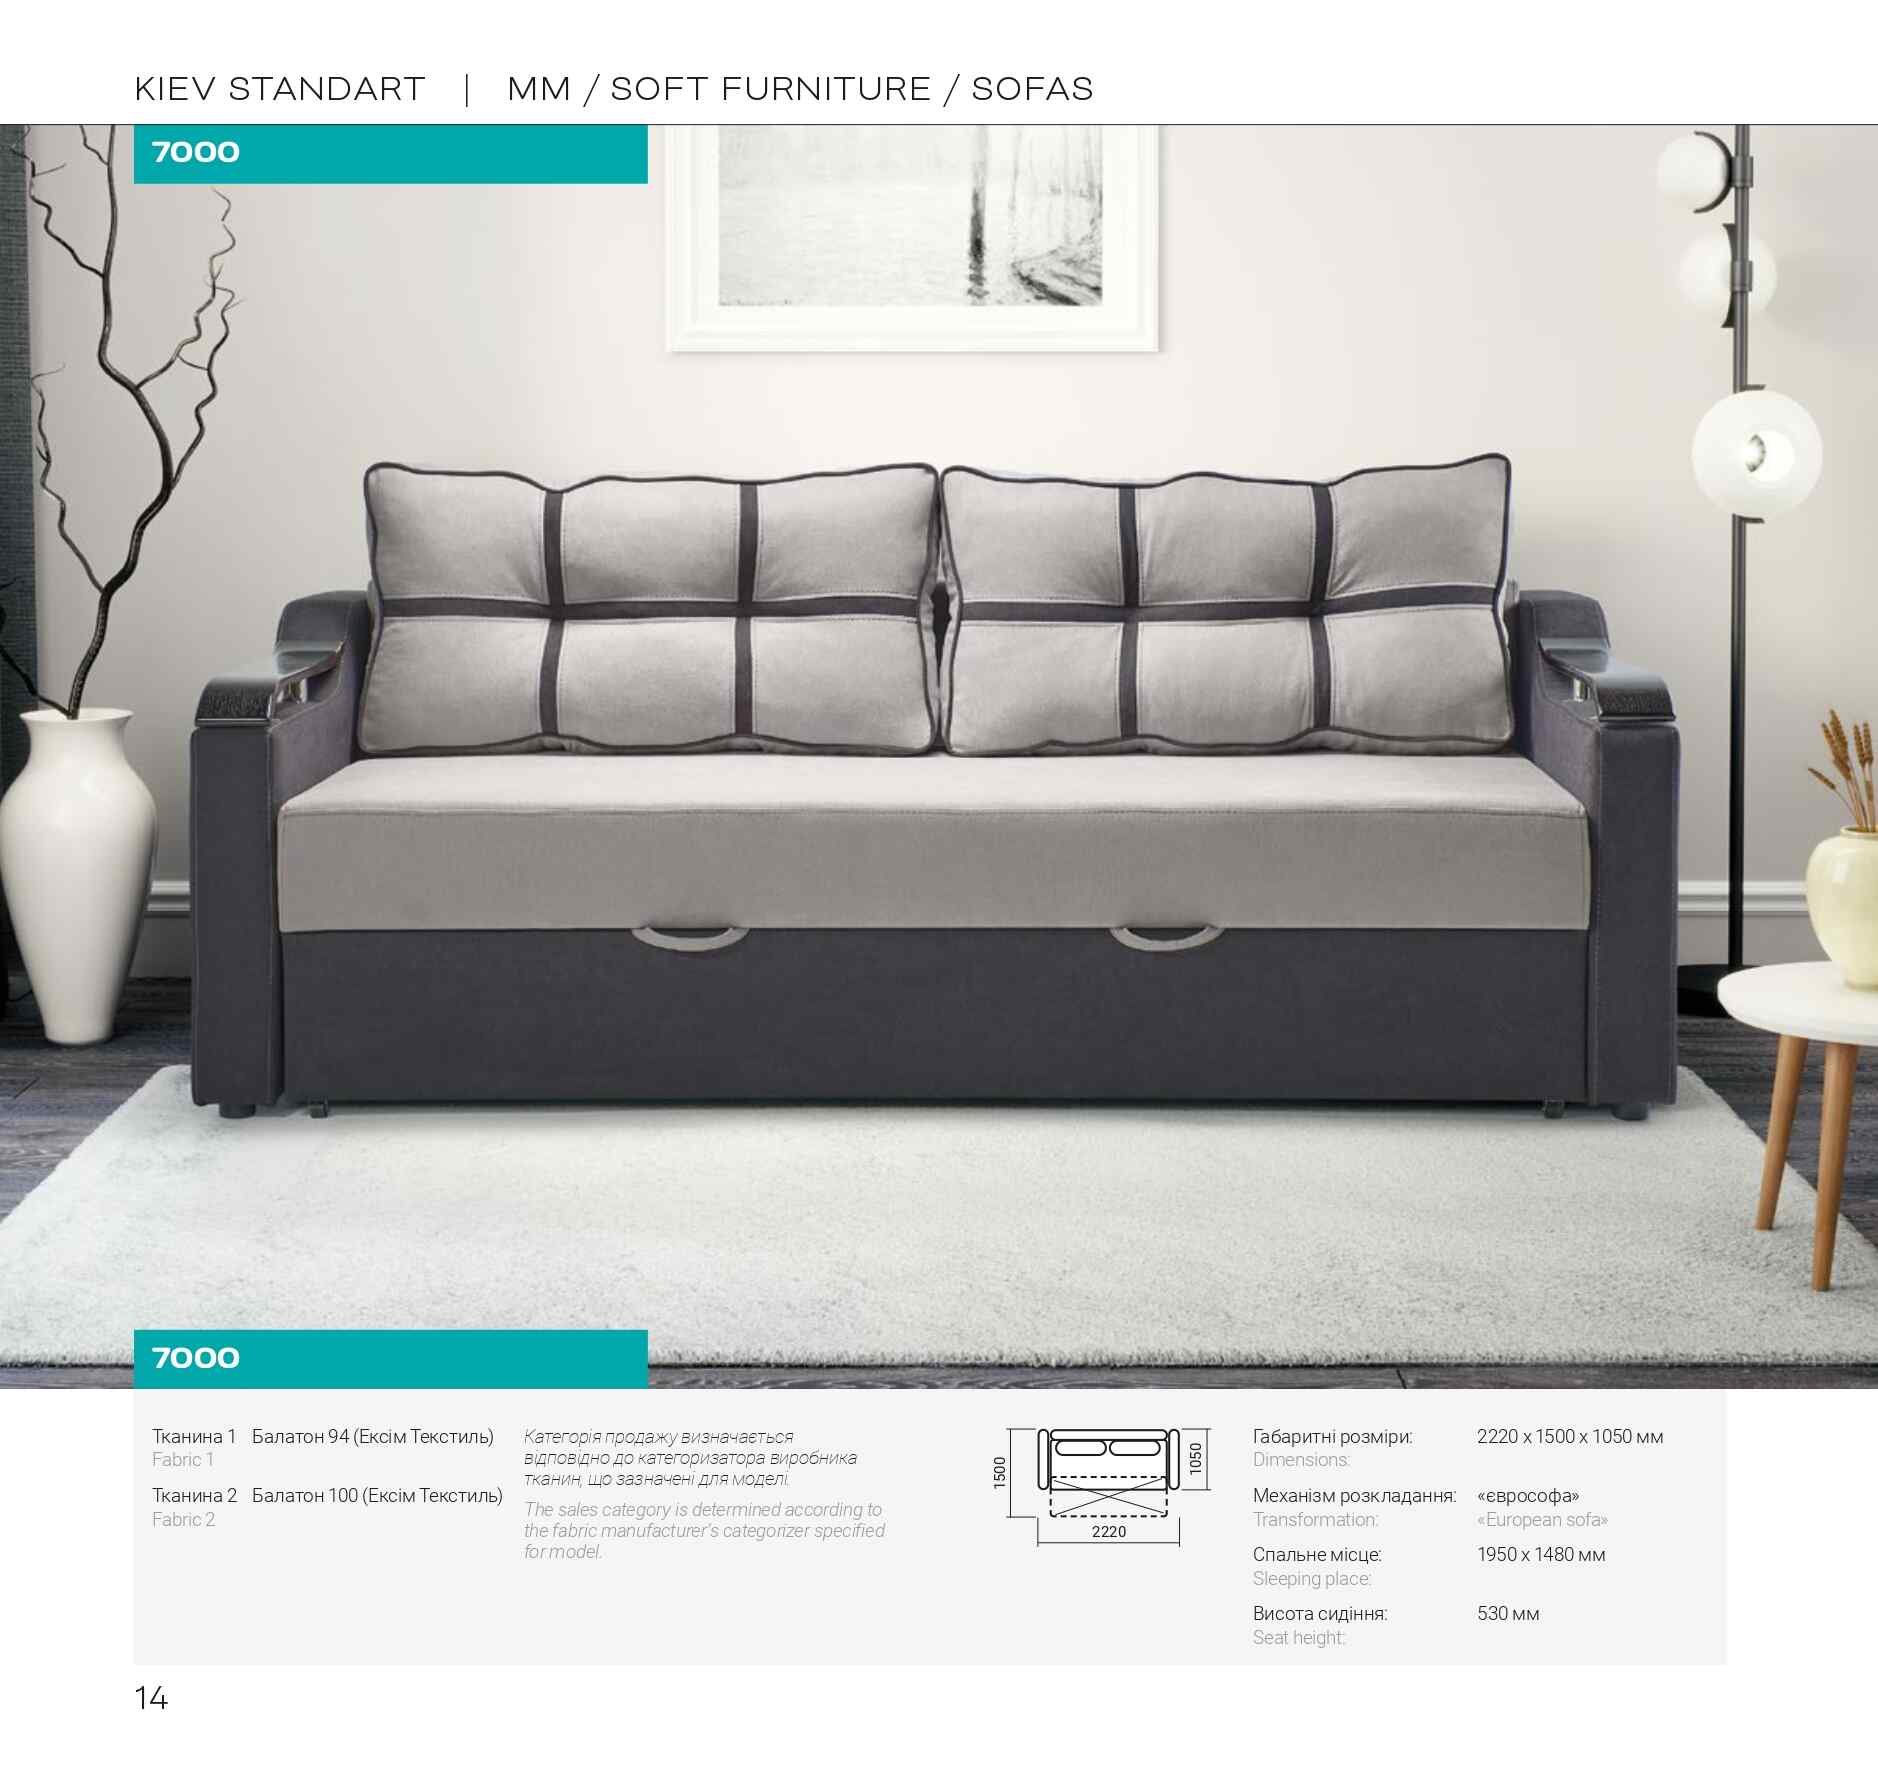 KIEV STANDART | MM / SOFT FURNITURE / SOFAS
7000
7000
Тканина 1 Балатон 94 (Ексім Текстиль)
Fabric 1
Тканина 2 Балатон 100 (Ексім Текстиль)
Fabric 2
Категорія продажу визначається
відповідно до категоризатора виробника
тканин, що зазначені для моделі.
The sales category is determined according to
the fabric manufacturer's categorizer specified
for model.
1500
1050
2220
Габаритні розміри: 2220 x 1500 x 1050 мм
Dimensions:
Механізм розкладання: «єврософа»
Transformation: «European sofa»
Спальне місце: 1950 x 1480 мм
Sleeping place:
Висота сидіння: 530 мм
Seat height:
14